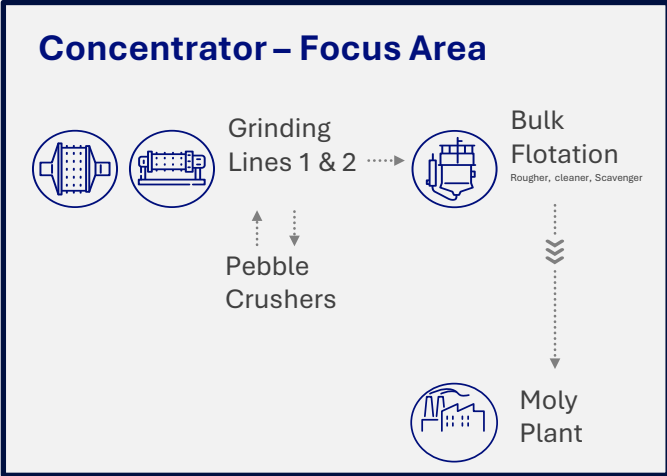 Concentrator – Focus Area
Grinding
Lines 1 & 2
Bulk
Flotation
Rougher, cleaner, Scavenger
Pebble
Crushers
Moly
Plant